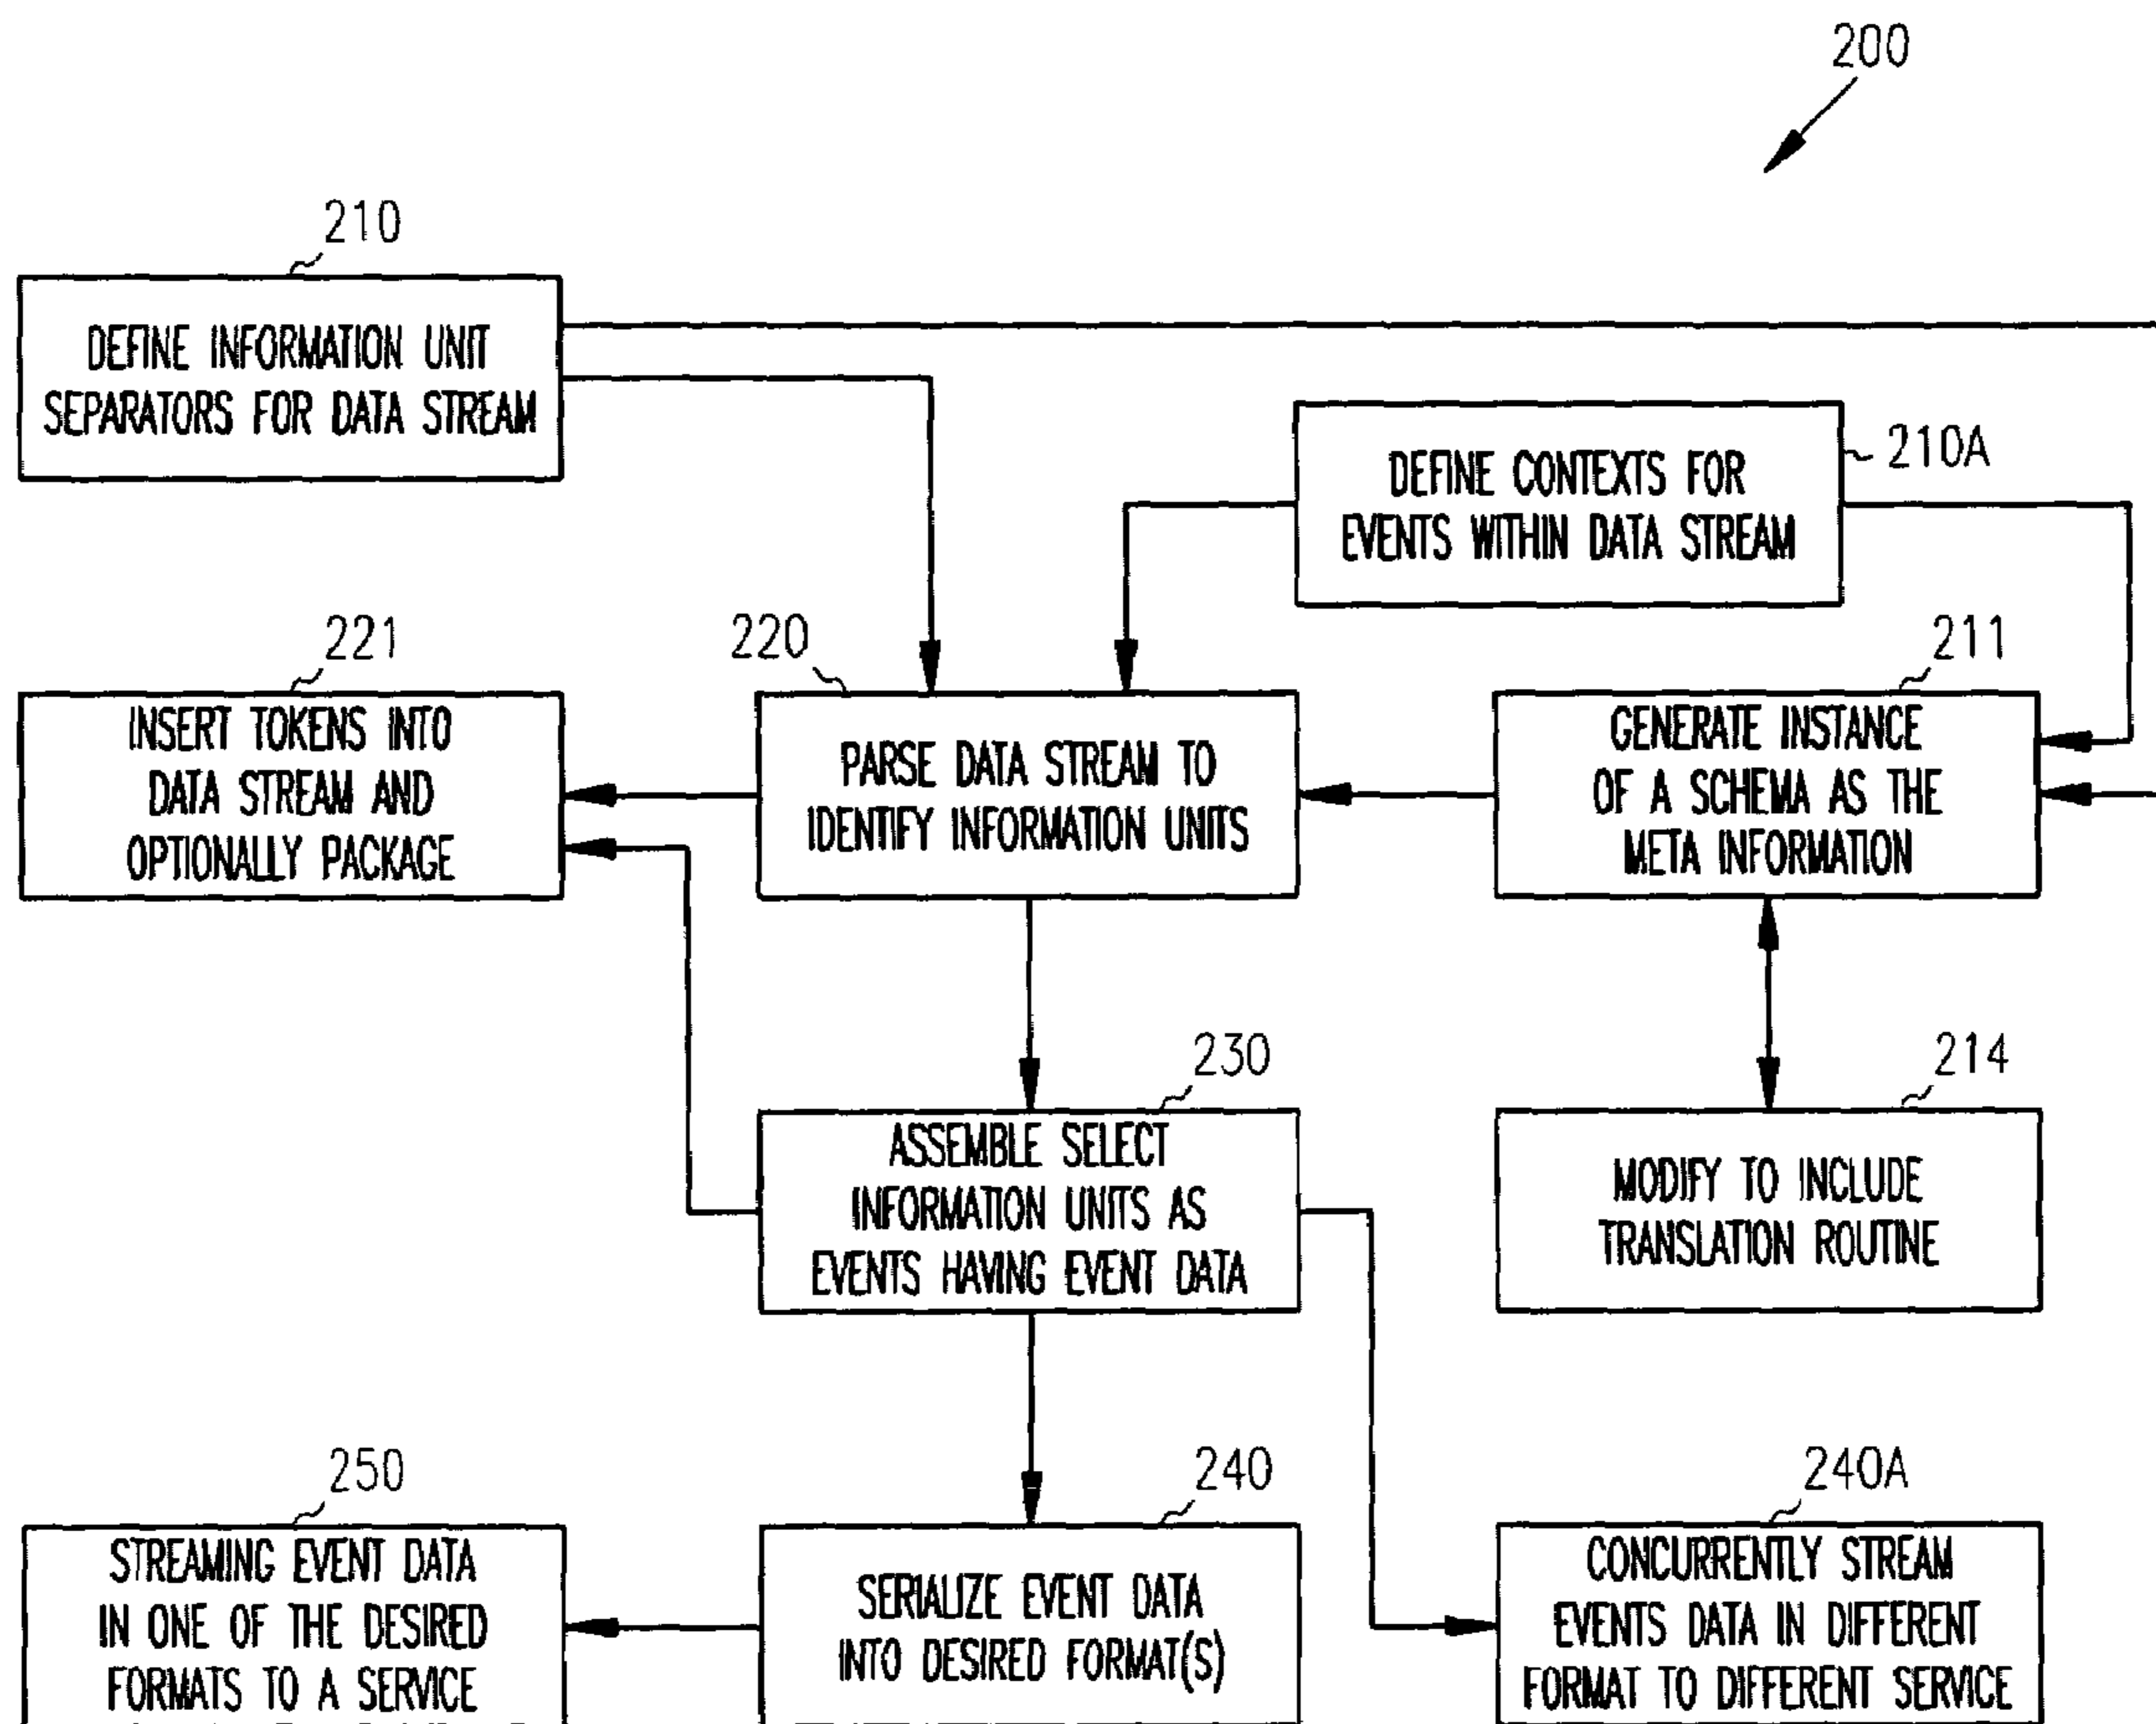 200
210
DEFINE INFORMATION UNIT
SEPARATORS FOR DATA STREAM
210A
DEFINE CONTEXTS FOR
EVENTS WITHIN DATA STREAM
221
INSERT TOKENS INTO
DATA STREAM AND
OPTIONALLY PACKAGE
220
PARSE DATA STREAM TO
IDENTIFY INFORMATION UNITS
211
GENERATE INSTANCE
OF A SCHEMA AS THE
META INFORMATION
230
ASSEMBLE SELECT
INFORMATION UNITS AS
EVENTS HAVING EVENT DATA
214
MODIFY TO INCLUDE
TRANSLATION ROUTINE
250
STREAMING EVENT DATA
IN ONE OF THE DESIRED
FORMATS TO A SERVICE
240
SERIALIZE EVENT DATA
INTO DESIRED FORMAT(S)
240A
CONCURRENTLY STREAM
EVENTS DATA IN DIFFERENT
FORMAT TO DIFFERENT SERVICE